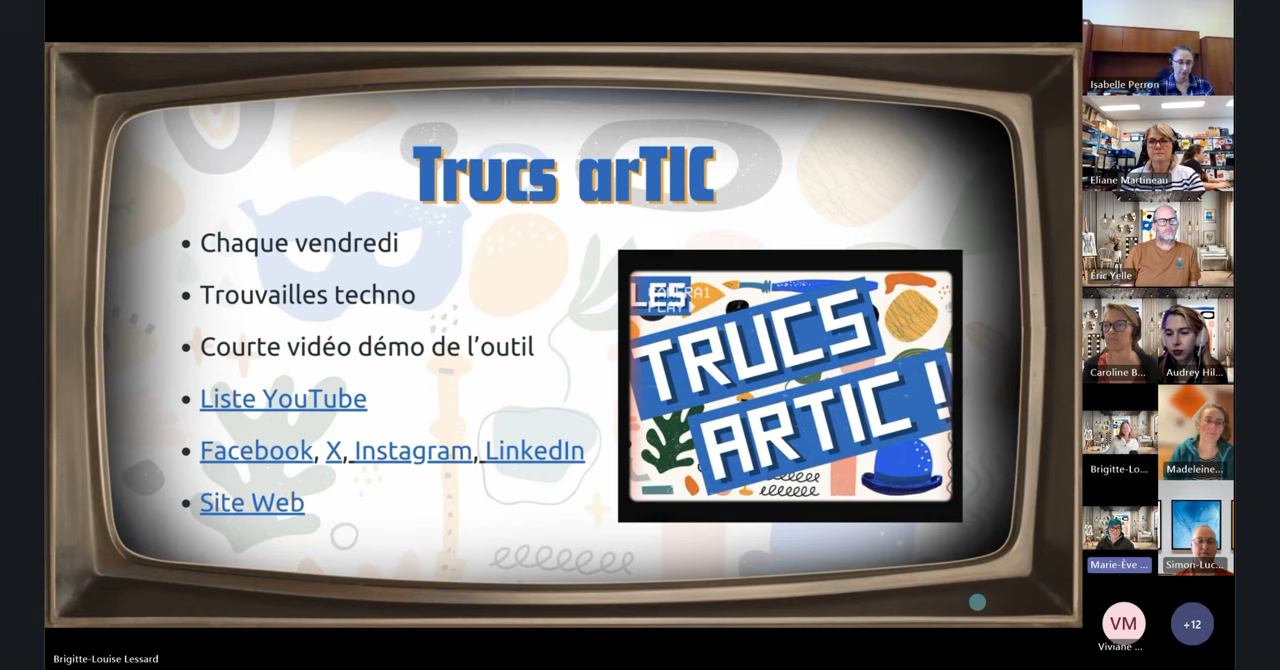 Trucs arTIC
• Chaque vendredi
• Trouvailles techno
• Courte vidéo démo de l’outil
• Liste YouTube
• Facebook, X, Instagram, LinkedIn
• Site Web
LES
PLAY
TRUCS
ARTIC !
Isabelle Perron
Eliane Martineau
Éric Yelle
Caroline B...
Audrey Hil...
Brigitte-Lo...
Madeleine...
Marie-Ève ...
Simon-Luc...
VM
+12
Viviane ...
Brigitte-Louise Lessard